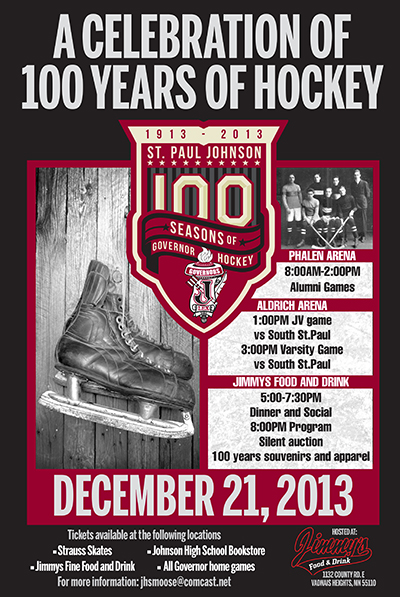 A CELEBRATION OF
100 YEARS OF HOCKEY
1913 - 2013
ST. PAUL JOHNSON
100
SEASONS OF
GOVERNOR HOCKEY
GOVERNORS
J
PHALEN ARENA
8:00AM-2:00PM
Alumni Games
ALDRICH ARENA
1:00PM JV game
vs South St.Paul
3:00PM Varsity Game
vs South St.Paul
JIMMYS FOOD AND DRINK
5:00-7:30PM
Dinner and Social
8:00PM Program
Silent auction
100 years souvenirs and apparel
DECEMBER 21, 2013
Tickets available at the following locations
▪ Strauss Skates ▪ Johnson High School Bookstore
▪ Jimmys Fine Food and Drink ▪ All Governor home games
For more information: jhsmoose@comcast.net
HOSTED AT:
Jimmy's
Food & Drink
1132 COUNTY RD. E
VADNAIS HEIGHTS, MN 55110